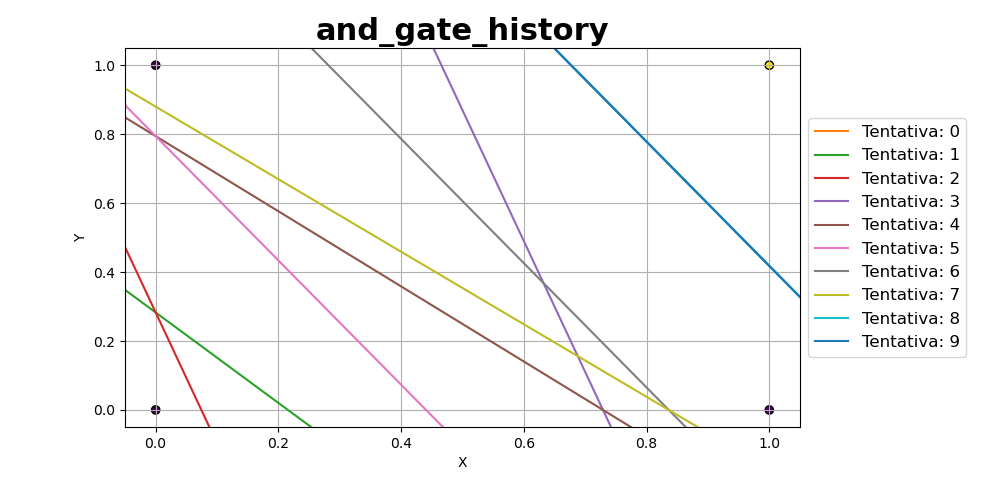 and_gate_history
1.0
0.8
0.6
0.4
0.2
0.0
Y
0.0
0.2
0.4
0.6
0.8
1.0
X
Tentativa: 0
Tentativa: 1
Tentativa: 2
Tentativa: 3
Tentativa: 4
Tentativa: 5
Tentativa: 6
Tentativa: 7
Tentativa: 8
Tentativa: 9